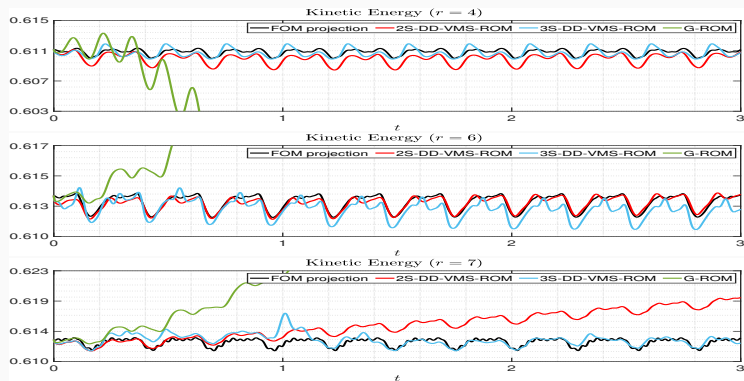 Kinetic Energy (r = 4)
0.615
FOM projection 2S-DD-VMS-ROM 3S-DD-VMS-ROM G-ROM
0.611
0.607
0.603
0 1 2 3
t
Kinetic Energy (r = 6)
0.617
FOM projection 2S-DD-VMS-ROM 3S-DD-VMS-ROM G-ROM
0.613
0.610
0 1 2 3
t
Kinetic Energy (r = 7)
0.623
FOM projection 2S-DD-VMS-ROM 3S-DD-VMS-ROM G-ROM
0.619
0.614
0.610
0 1 2 3
t